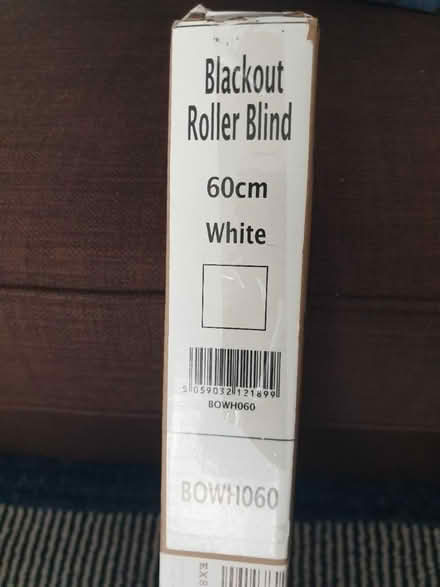 Blackout
Roller Blind
60cm
White
5 059032 121899
BOWH060
BOWH060